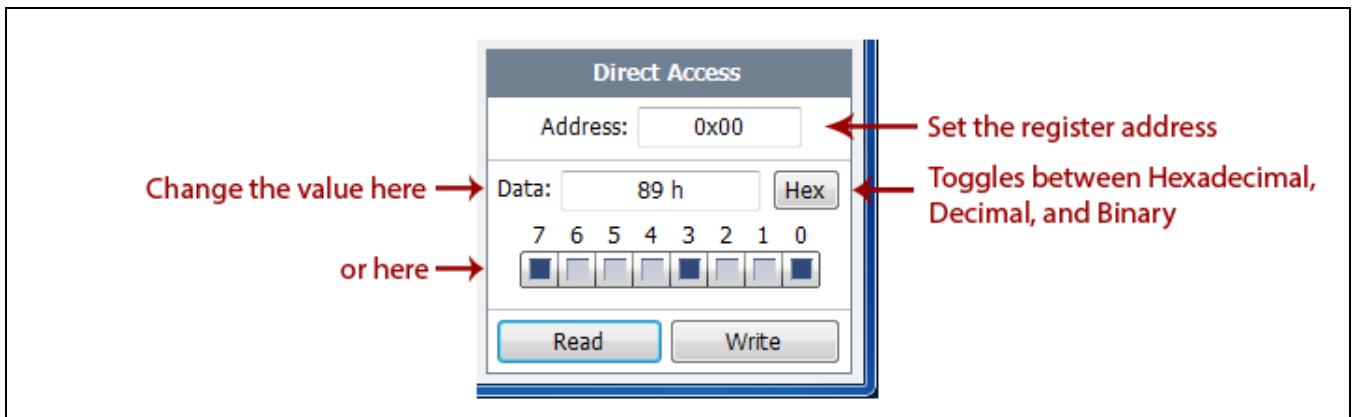 Direct Access
Address: 0x00
Set the register address
Change the value here
Data: 89 h Hex
Toggles between Hexadecimal,
Decimal, and Binary
7 6 5 4 3 2 1 0
or here
Read Write